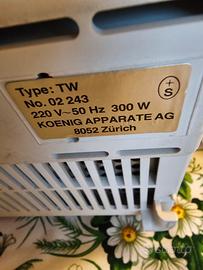 Type: TW
No. 02 243
220 V~50 Hz 300 W
KOENIG APPARATE AG
8052 Zürich
+
S